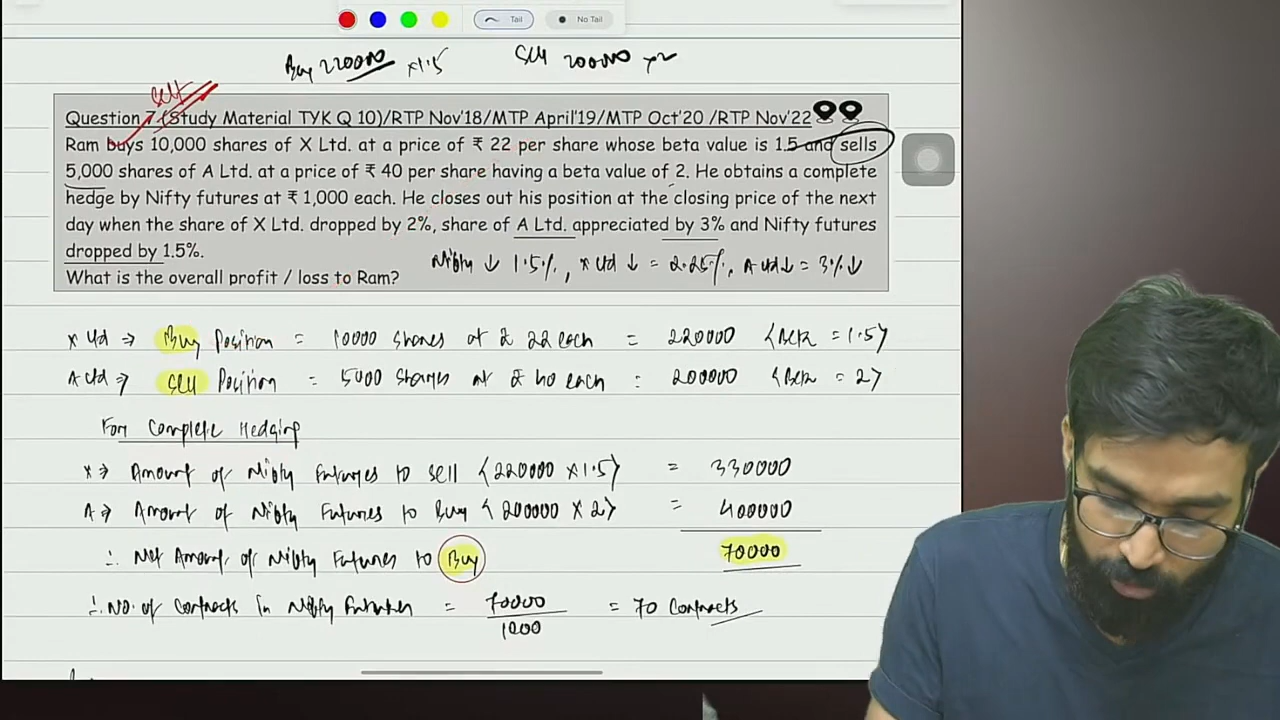 Tail
No Tail
Buy 220000 ×1.5 Sell 200000 ×2
Self
Question 7 (Study Material TYK Q 10)/RTP Nov'18/MTP April'19/MTP Oct'20 /RTP Nov'22
Ram buys 10,000 shares of X Ltd. at a price of ₹ 22 per share whose beta value is 1.5 and sells
5,000 shares of A Ltd. at a price of ₹ 40 per share having a beta value of 2. He obtains a complete
hedge by Nifty futures at ₹ 1,000 each. He closes out his position at the closing price of the next
day when the share of X Ltd. dropped by 2%, share of A Ltd. appreciated by 3% and Nifty futures
dropped by 1.5%.
Nifty ↓ 1.5%, X Ltd ↓ = 2.25%, A Ltd ↓ = 3% ↓
What is the overall profit / loss to Ram?
X Ltd ⇒ Buy Position = 10000 Shares at ₹ 22 each = 220000 {Beta = 1.5}
A Ltd ⇒ Sell Position = 5000 Shares at ₹ 40 each = 200000 {Beta = 2}
For Complete Hedging
X ⇒ Amount of Nifty Futures to Sell {220000 × 1.5} = 330000
A ⇒ Amount of Nifty Futures to Buy {200000 × 2} = 400000
∴ Net Amount of Nifty Futures to Buy 70000
∴ No. of Contracts in Nifty Futures = 70000 = 70 Contracts
1000